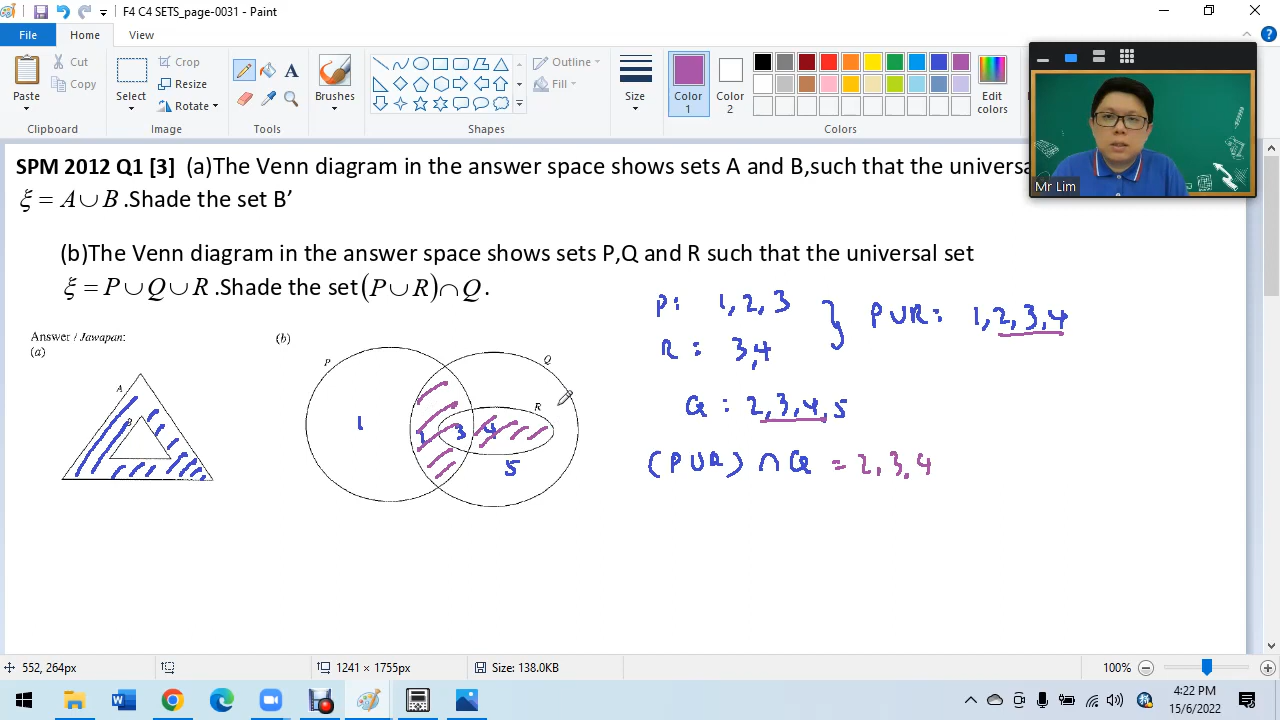 F4 C4 SETS_page-0031 - Paint
File Home View
Cut Crop Outline
Copy Resize Fill
Paste Select Rotate Brushes Size Color 1 Color 2 Edit colors
Clipboard Image Tools Shapes Colors
Mr Lim
SPM 2012 Q1 [3] (a)The Venn diagram in the answer space shows sets A and B,such that the universa
ξ = A ∪ B .Shade the set B’
(b)The Venn diagram in the answer space shows sets P,Q and R such that the universal set
ξ = P ∪ Q ∪ R .Shade the set (P ∪ R) ∩ Q .
P: 1, 2, 3 } P∪R: 1, 2, 3, 4
R : 3, 4
Q : 2, 3, 4, 5
(P∪R) ∩ Q = 2, 3, 4
Answer / Jawapan:
(a) (b)
A B
P Q R
1 2 3 4 5
552, 264px 1241 × 1755px Size: 138.0KB 100%
4:22 PM
15/6/2022